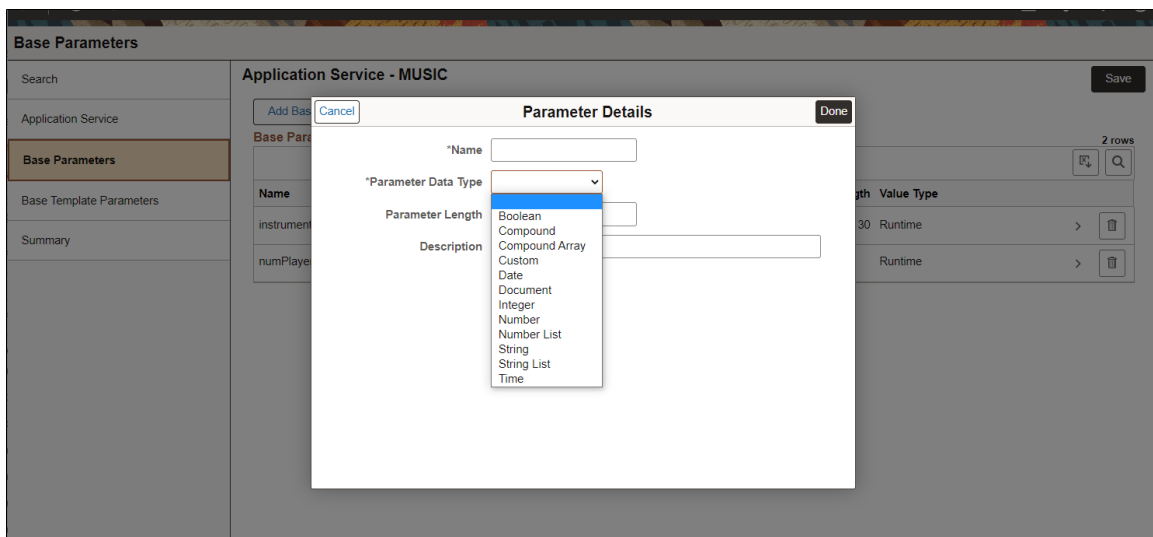 Base Parameters
Search
Application Service
Base Parameters
Base Template Parameters
Summary
Application Service - MUSIC
Save
Add Bas
Base Para
2 rows
Name
gth Value Type
instrument
30 Runtime
numPlaye
Runtime
Cancel
Parameter Details
Done
*Name
*Parameter Data Type
Parameter Length
Description
Boolean
Compound
Compound Array
Custom
Date
Document
Integer
Number
Number List
String
String List
Time